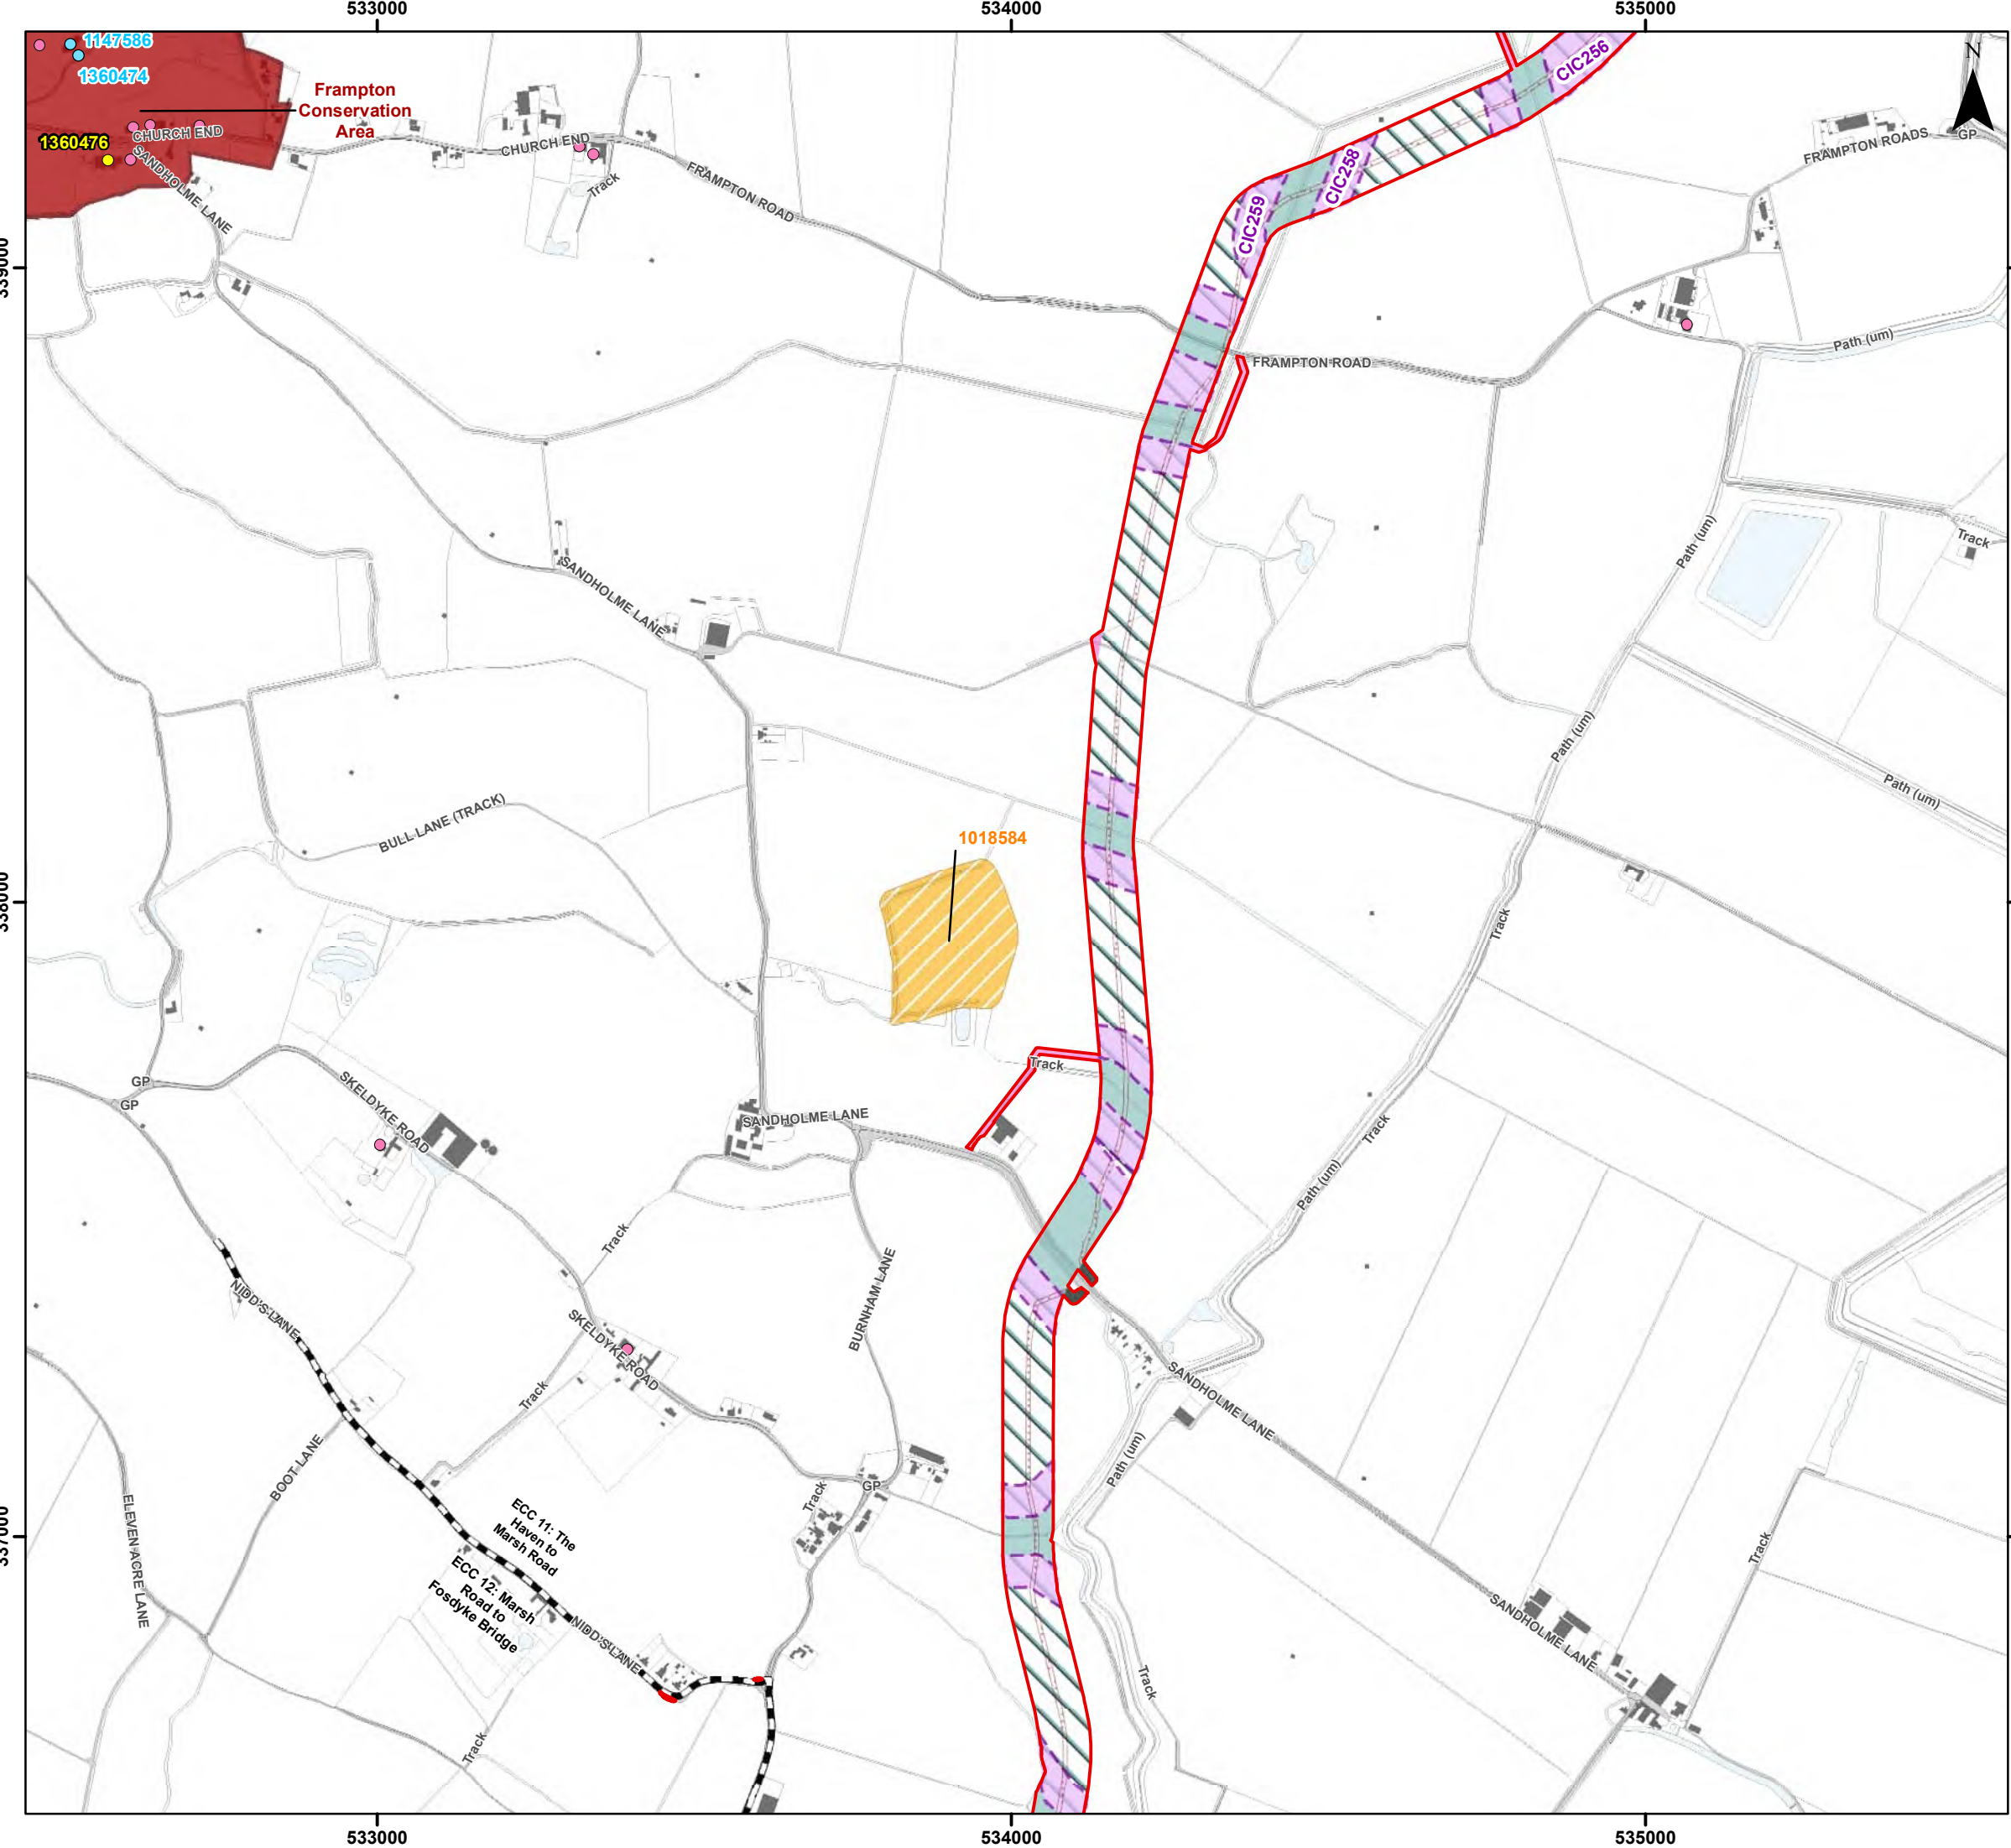 533000
534000
535000
1147586
1360474
Frampton
Conservation
Area
CHURCH END
1360476
SANDHOLME LANE
CHURCH END
Track
FRAMPTON ROAD
CIC256
N
GP
FRAMPTON ROADS
CIC258
CIC259
339000
FRAMPTON ROAD
Path (um)
Path (um)
Track
SANDHOLME LANE
Path (um)
Path (um)
BULL LANE (TRACK)
1018584
338000
Track
Track
GP
GP
SKELDYKE ROAD
SANDHOLME LANE
Track
Path (um)
Track
NIDD'S LANE
BURNHAM LANE
SKELDYKE ROAD
Track
SANDHOLME LANE
BOOT LANE
Path (um)
GP
Track
ELEVEN ACRE LANE
ECC 11: The
Haven to
Marsh Road
337000
Track
ECC 12: Marsh
Road to
Fosdyke Bridge
NIDD'S LANE
SANDHOLME LANE
Track
Track
533000
534000
535000